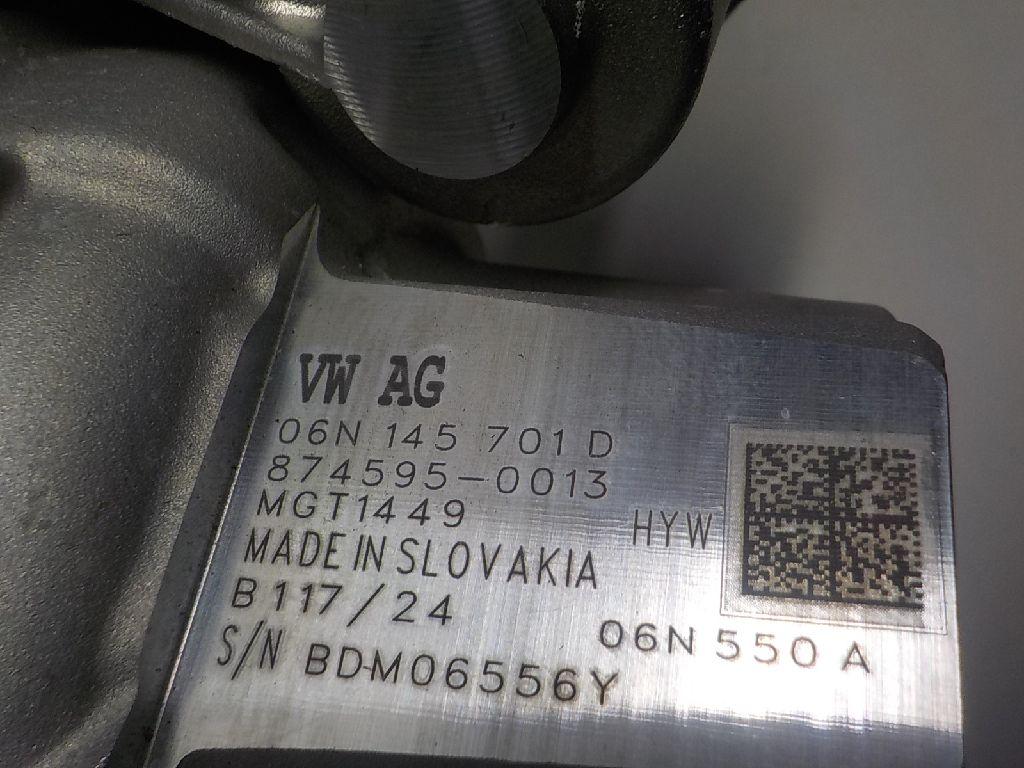 VW AG
06N 145 701 D
874595-0013
MGT1449
HYW
MADE IN SLOVAKIA
B 117/24
06N 550 A
S/N BDM06556Y